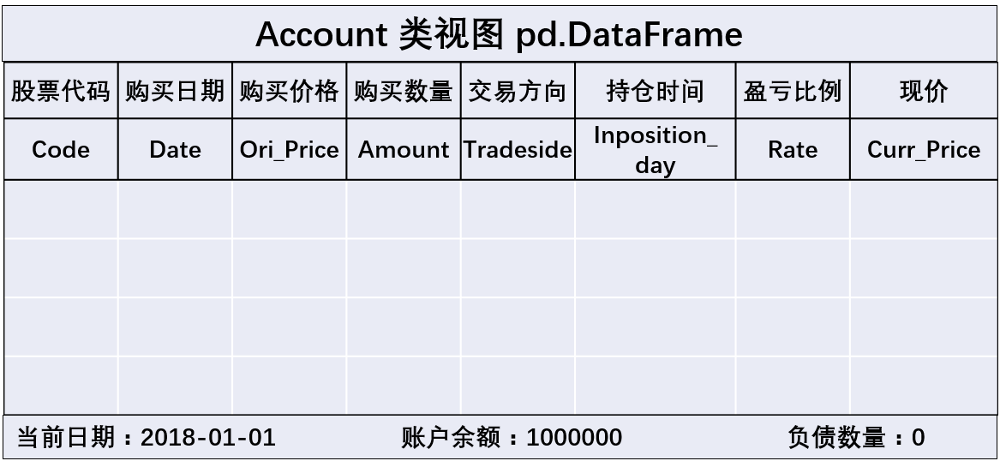 Account 类视图 pd.DataFrame
股票代码 购买日期 购买价格 购买数量 交易方向 持仓时间 盈亏比例 现价
Code Date Ori_Price Amount Tradeside Inposition_
day Rate Curr_Price
当前日期：2018-01-01 账户余额：1000000 负债数量：0